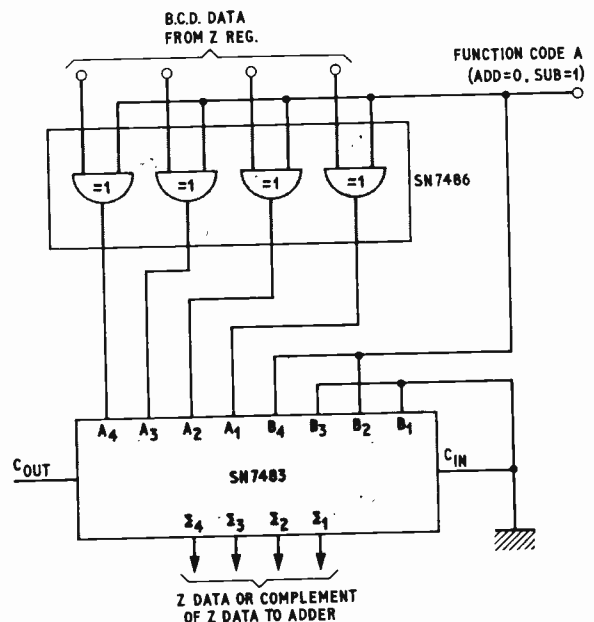 B.C.D. DATA
FROM Z REG.
FUNCTION CODE A
(ADD=0, SUB=1)
=1 =1 =1 =1
SN7486
A4 A3 A2 A1 B4 B3 B2 B1
COUT
CIN
SN7483
Σ4 Σ3 Σ2 Σ1
Z DATA OR COMPLEMENT
OF Z DATA TO ADDER